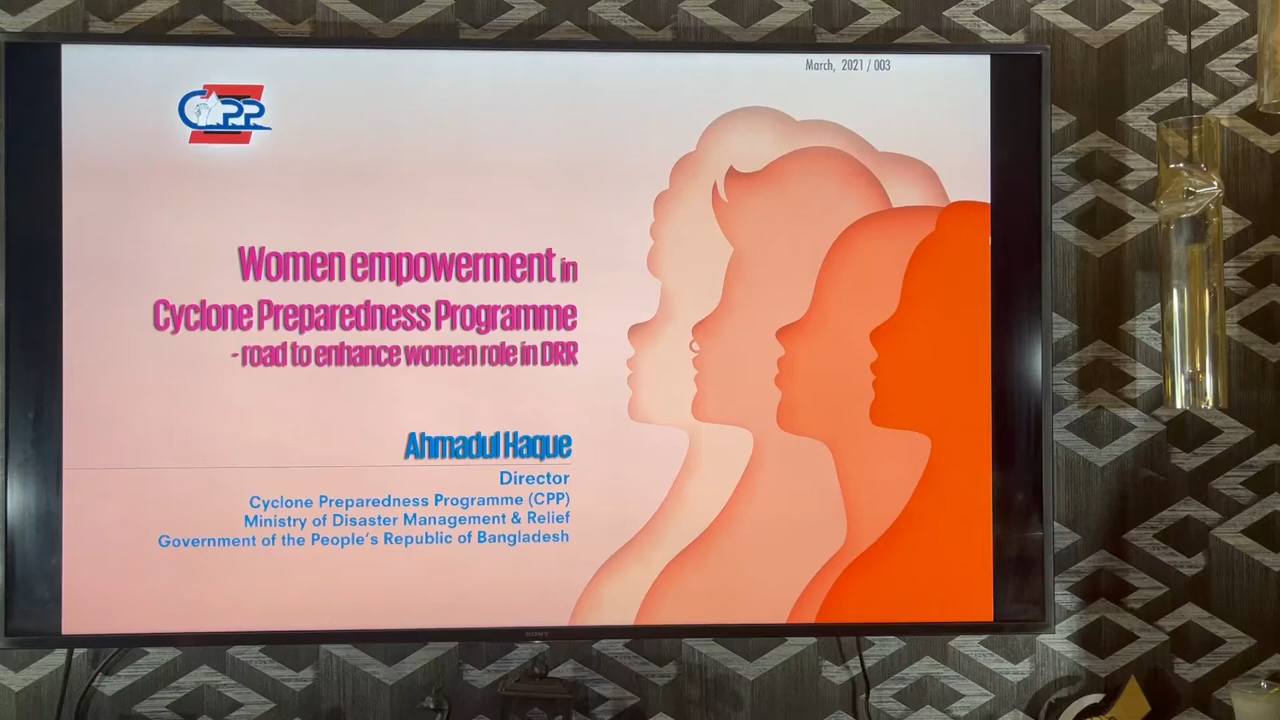 March, 2021 / 003
CPP
Women empowerment in
Cyclone Preparedness Programme
- road to enhance women role in DRR
Ahmadul Haque
Director
Cyclone Preparedness Programme (CPP)
Ministry of Disaster Management & Relief
Government of the People's Republic of Bangladesh
SONY